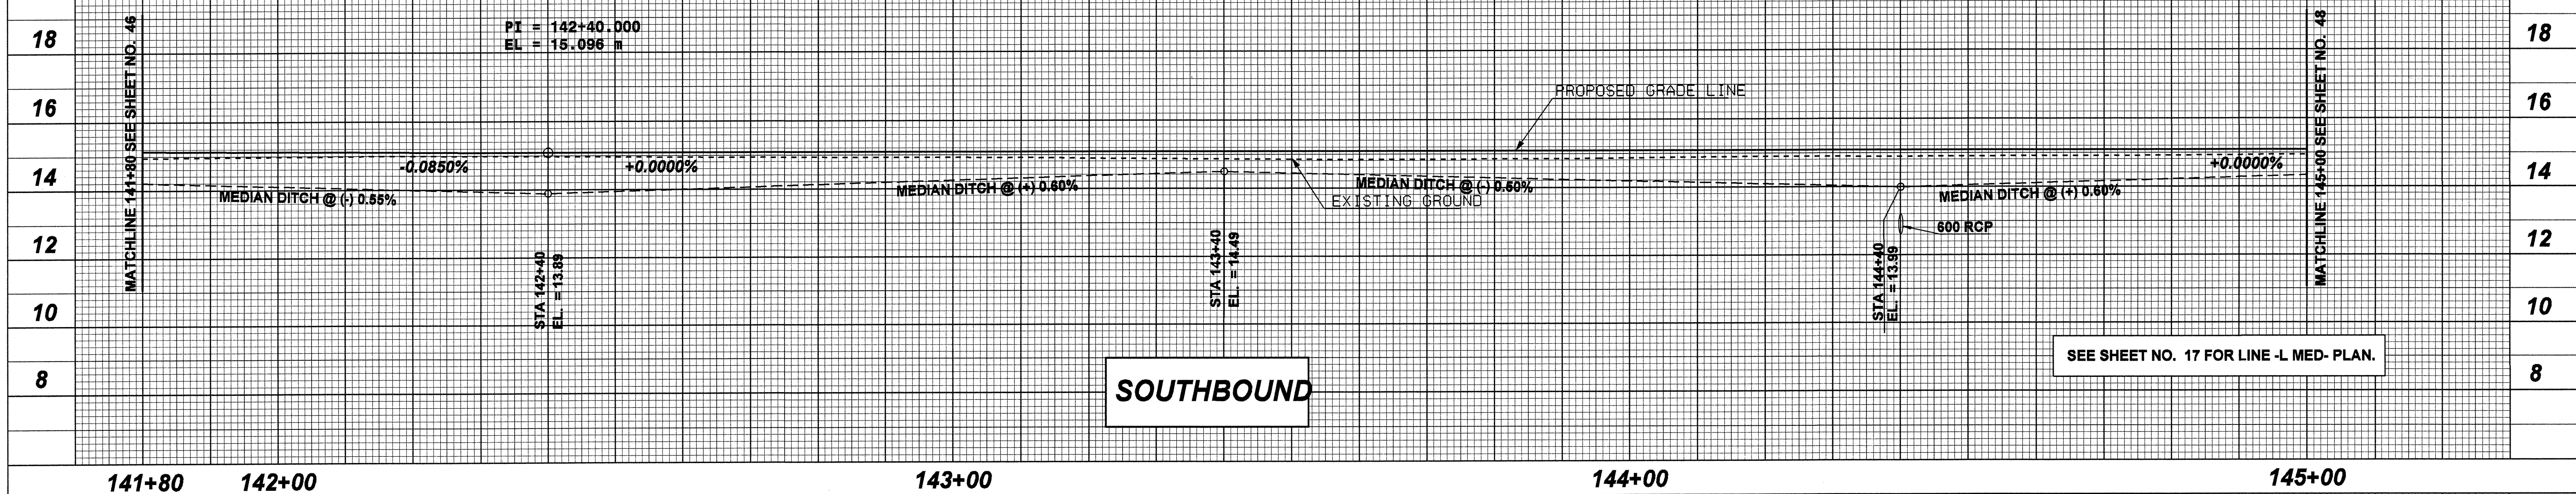 18
MATCHLINE 141+80 SEE SHEET NO. 46
PI = 142+40.000
EL = 15.096 m
MATCHLINE 145+00 SEE SHEET NO. 48
18
16
PROPOSED GRADE LINE
16
14
-0.0850%
+0.0000%
+0.0000%
14
MEDIAN DITCH @ (-) 0.55%
MEDIAN DITCH @ (+) 0.60%
MEDIAN DITCH @ (-) 0.50%
MEDIAN DITCH @ (+) 0.60%
EXISTING GROUND
12
600 RCP
12
STA 142+40
EL. = 13.89
STA 143+40
EL. = 14.49
STA 144+40
EL. = 13.99
10
10
SEE SHEET NO. 17 FOR LINE -L MED- PLAN.
8
SOUTHBOUND
8
141+80
142+00
143+00
144+00
145+00